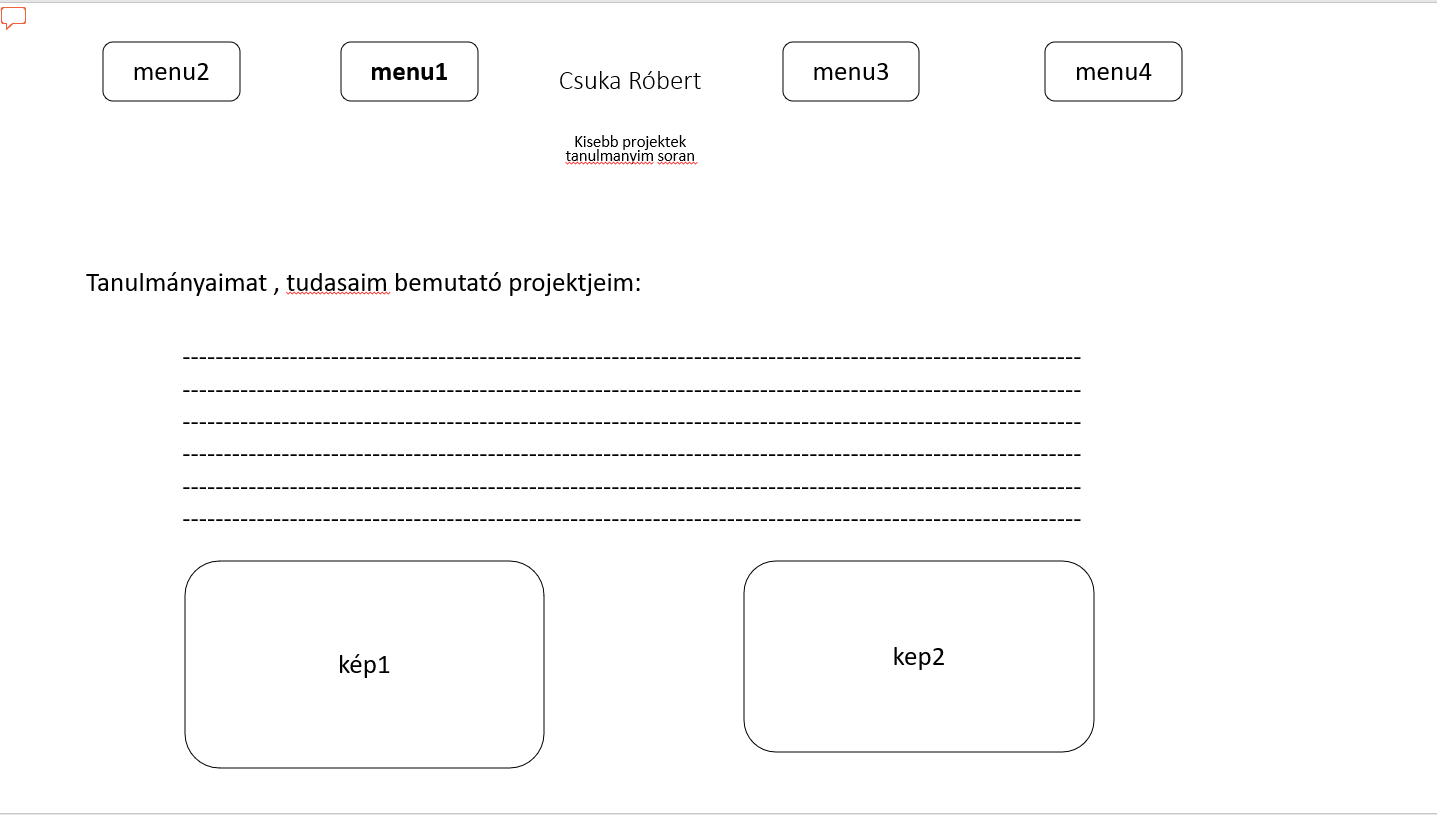 menu2
menu1
Csuka Róbert
menu3
menu4
Kisebb projektek
tanulmanyim soran
Tanulmányaimat , tudasaim bemutató projektjeim:
--------------------------------------------------------------------------------------------------------------
--------------------------------------------------------------------------------------------------------------
--------------------------------------------------------------------------------------------------------------
--------------------------------------------------------------------------------------------------------------
--------------------------------------------------------------------------------------------------------------
--------------------------------------------------------------------------------------------------------------
kép1
kep2